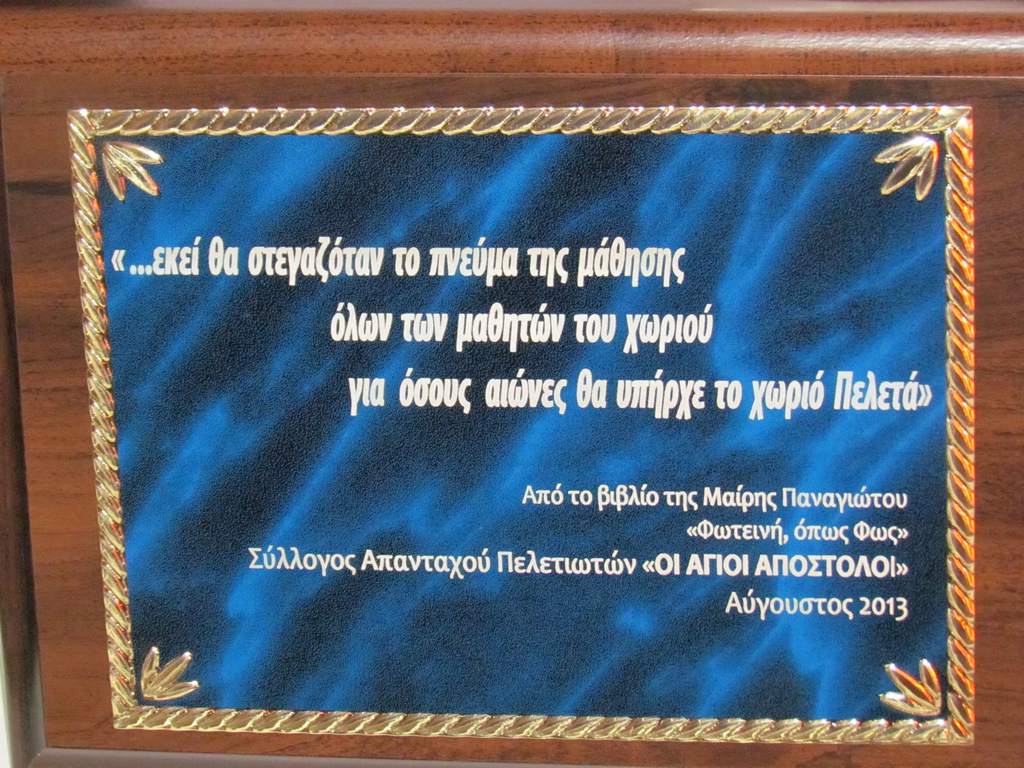 «...εκεί θα στεγαζόταν το πνεύμα της μάθησης
όλων των μαθητών του χωριού
για όσους αιώνες θα υπήρχε το χωριό Πελετά»
Από το βιβλίο της Μαίρης Παναγιώτου
«Φωτεινή, όπως Φως»
Σύλλογος Απανταχού Πελετιωτών «ΟΙ ΑΓΙΟΙ ΑΠΟΣΤΟΛΟΙ»
Αύγουστος 2013